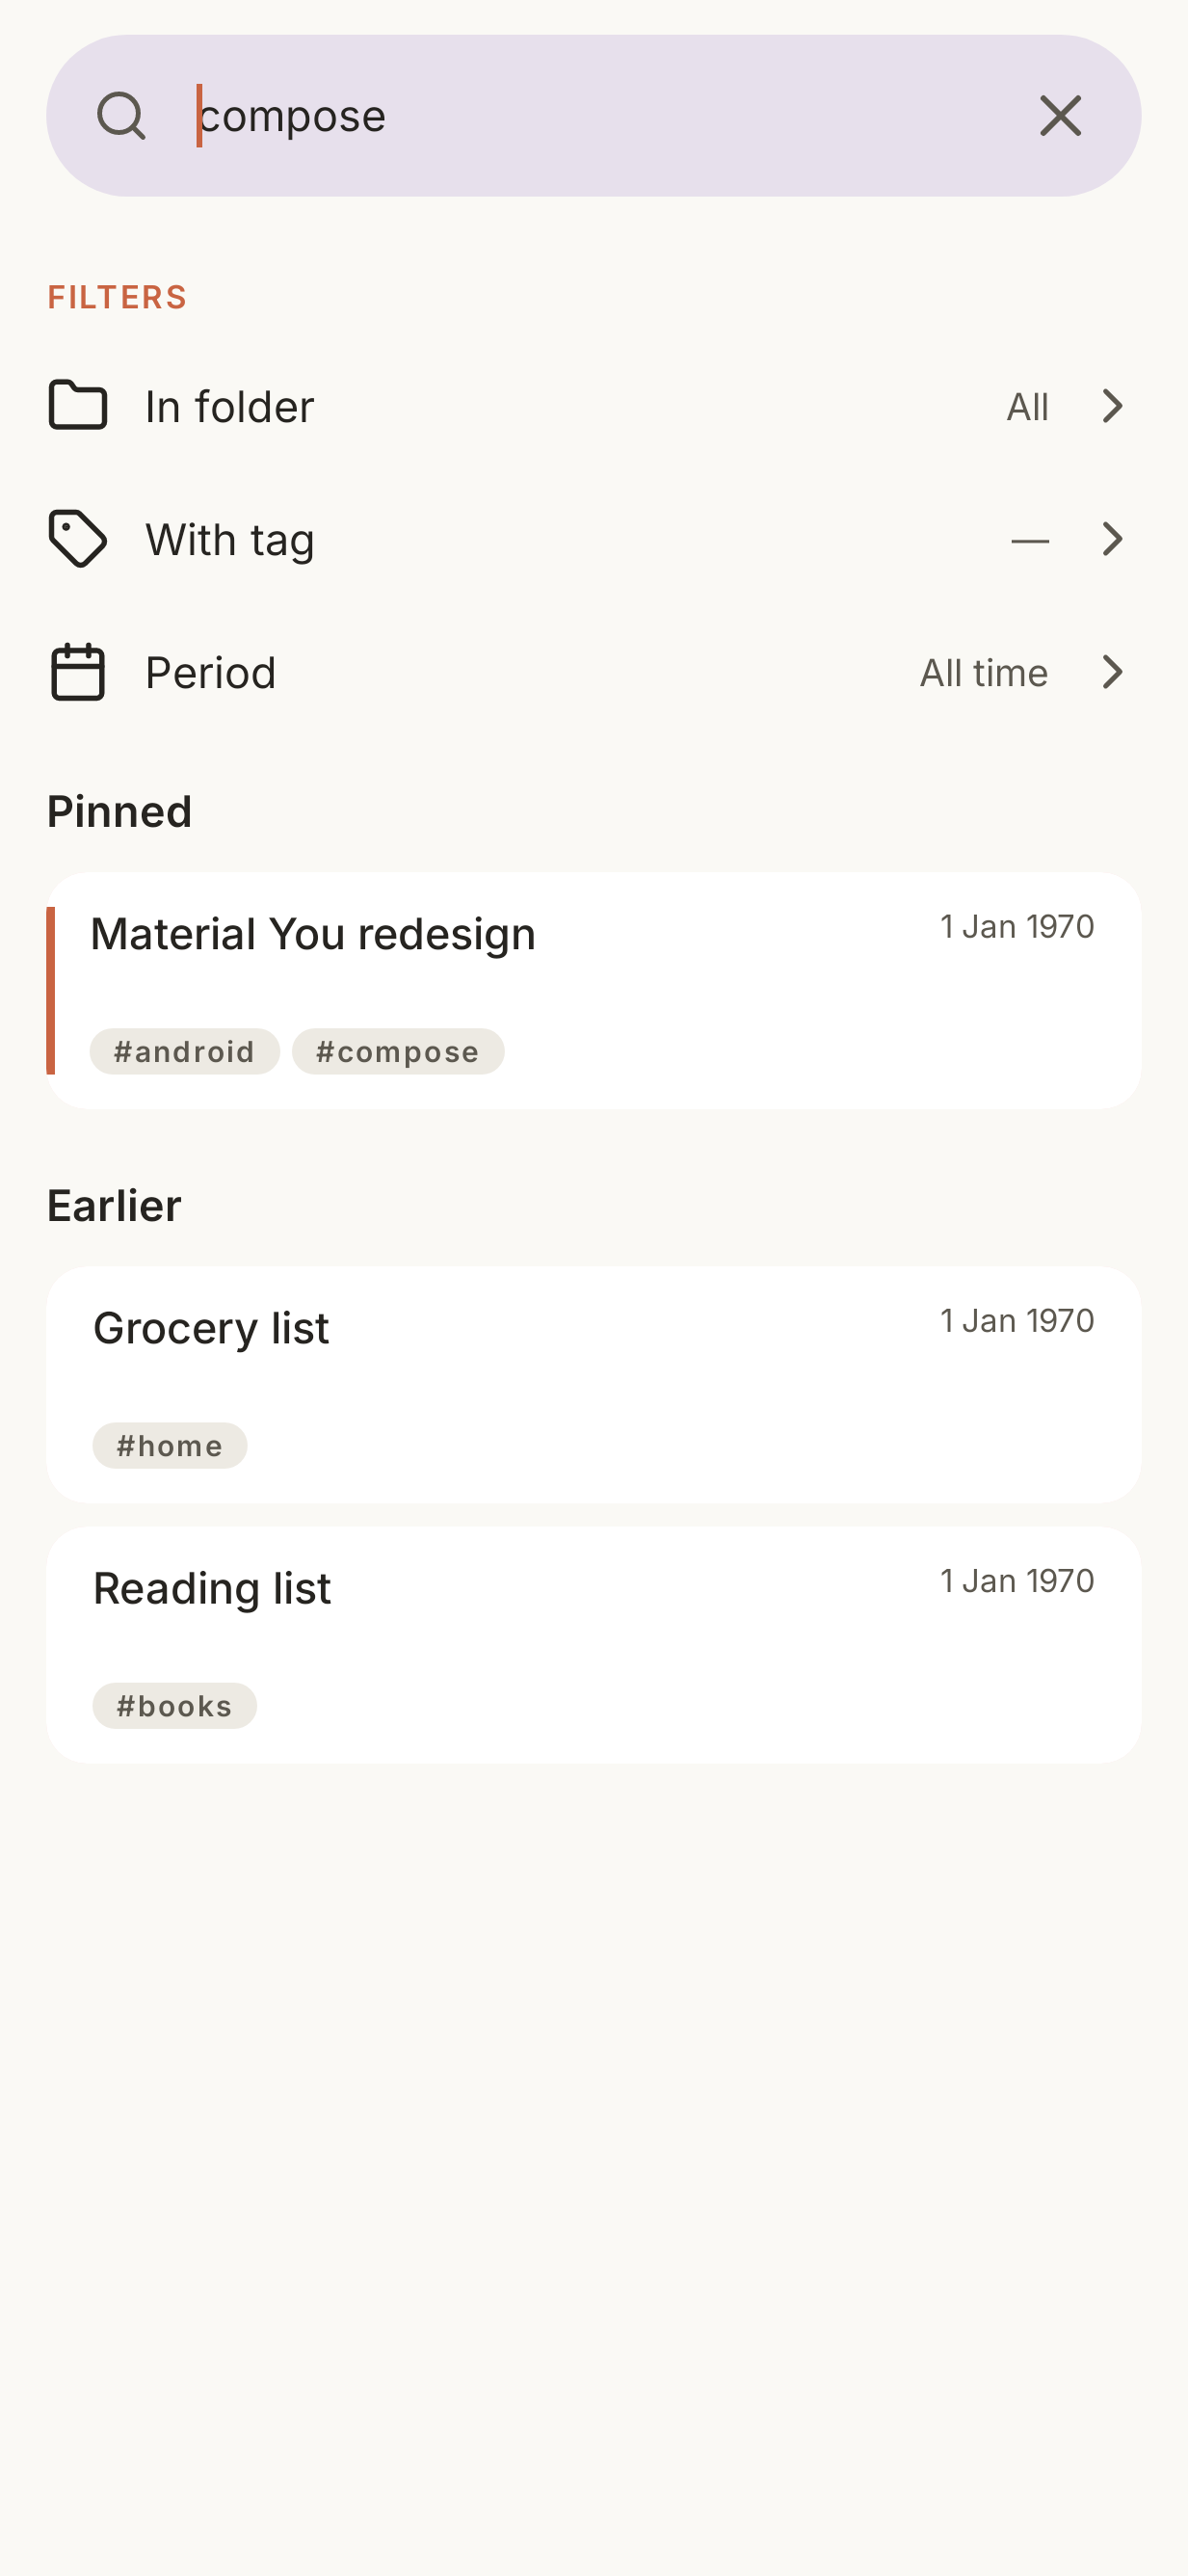 compose
FILTERS
In folder All
With tag —
Period All time
Pinned
Material You redesign 1 Jan 1970
#android #compose
Earlier
Grocery list 1 Jan 1970
#home
Reading list 1 Jan 1970
#books